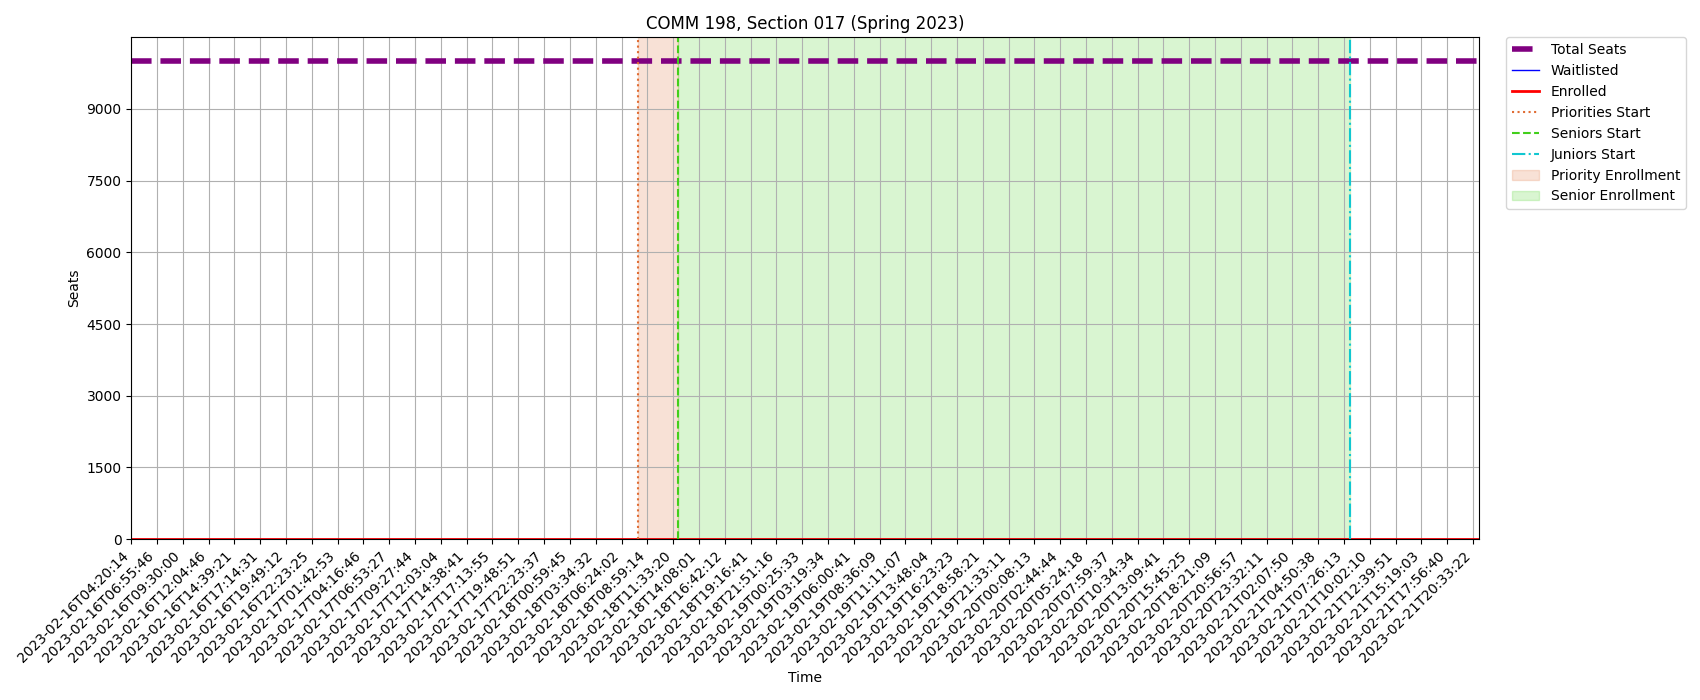 COMM 198, Section 017 (Spring 2023)
Total Seats
Waitlisted
Enrolled
Priorities Start
Seniors Start
Juniors Start
Priority Enrollment
Senior Enrollment
Seats
9000
7500
6000
4500
3000
1500
0
2023-02-16T04:20:14
2023-02-16T06:55:46
2023-02-16T09:30:00
2023-02-16T12:04:46
2023-02-16T14:39:21
2023-02-16T17:14:31
2023-02-16T19:49:12
2023-02-16T22:23:25
2023-02-17T01:42:53
2023-02-17T04:16:46
2023-02-17T06:53:27
2023-02-17T09:27:44
2023-02-17T12:03:04
2023-02-17T14:38:41
2023-02-17T17:13:55
2023-02-17T19:48:51
2023-02-17T22:23:37
2023-02-18T00:59:45
2023-02-18T03:34:32
2023-02-18T06:24:02
2023-02-18T08:59:14
2023-02-18T11:33:20
2023-02-18T14:08:01
2023-02-18T16:42:12
2023-02-18T19:16:41
2023-02-18T21:51:16
2023-02-19T00:25:33
2023-02-19T03:19:34
2023-02-19T06:00:41
2023-02-19T08:36:09
2023-02-19T11:11:07
2023-02-19T13:48:04
2023-02-19T16:23:23
2023-02-19T18:58:21
2023-02-19T21:33:11
2023-02-20T00:08:13
2023-02-20T02:44:44
2023-02-20T05:24:18
2023-02-20T07:59:37
2023-02-20T10:34:34
2023-02-20T13:09:41
2023-02-20T15:45:25
2023-02-20T18:21:09
2023-02-20T20:56:57
2023-02-20T23:32:11
2023-02-21T02:07:50
2023-02-21T04:50:38
2023-02-21T07:26:13
2023-02-21T10:02:10
2023-02-21T12:39:51
2023-02-21T15:19:03
2023-02-21T17:56:40
2023-02-21T20:33:22
Time